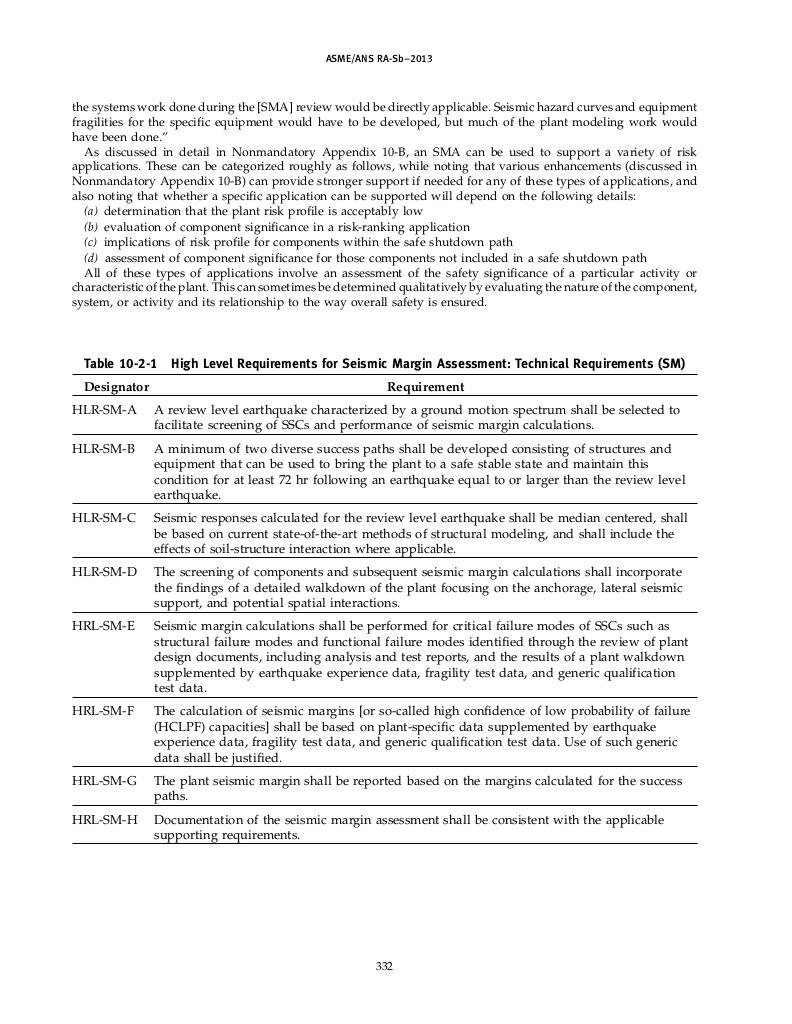 ASME/ANS RA-Sb–2013
the systems work done during the [SMA] review would be directly applicable. Seismic hazard curves and equipment
fragilities for the specific equipment would have to be developed, but much of the plant modeling work would
have been done.”
As discussed in detail in Nonmandatory Appendix 10-B, an SMA can be used to support a variety of risk
applications. These can be categorized roughly as follows, while noting that various enhancements (discussed in
Nonmandatory Appendix 10-B) can provide stronger support if needed for any of these types of applications, and
also noting that whether a specific application can be supported will depend on the following details:
(a) determination that the plant risk profile is acceptably low
(b) evaluation of component significance in a risk-ranking application
(c) implications of risk profile for components within the safe shutdown path
(d) assessment of component significance for those components not included in a safe shutdown path
All of these types of applications involve an assessment of the safety significance of a particular activity or
characteristic of the plant. This can sometimes be determined qualitatively by evaluating the nature of the component,
system, or activity and its relationship to the way overall safety is ensured.
Table 10-2-1 High Level Requirements for Seismic Margin Assessment: Technical Requirements (SM)
Designator Requirement
HLR-SM-A A review level earthquake characterized by a ground motion spectrum shall be selected to
facilitate screening of SSCs and performance of seismic margin calculations.
HLR-SM-B A minimum of two diverse success paths shall be developed consisting of structures and
equipment that can be used to bring the plant to a safe stable state and maintain this
condition for at least 72 hr following an earthquake equal to or larger than the review level
earthquake.
HLR-SM-C Seismic responses calculated for the review level earthquake shall be median centered, shall
be based on current state-of-the-art methods of structural modeling, and shall include the
effects of soil-structure interaction where applicable.
HLR-SM-D The screening of components and subsequent seismic margin calculations shall incorporate
the findings of a detailed walkdown of the plant focusing on the anchorage, lateral seismic
support, and potential spatial interactions.
HRL-SM-E Seismic margin calculations shall be performed for critical failure modes of SSCs such as
structural failure modes and functional failure modes identified through the review of plant
design documents, including analysis and test reports, and the results of a plant walkdown
supplemented by earthquake experience data, fragility test data, and generic qualification
test data.
HRL-SM-F The calculation of seismic margins [or so-called high confidence of low probability of failure
(HCLPF) capacities] shall be based on plant-specific data supplemented by earthquake
experience data, fragility test data, and generic qualification test data. Use of such generic
data shall be justified.
HRL-SM-G The plant seismic margin shall be reported based on the margins calculated for the success
paths.
HRL-SM-H Documentation of the seismic margin assessment shall be consistent with the applicable
supporting requirements.
332